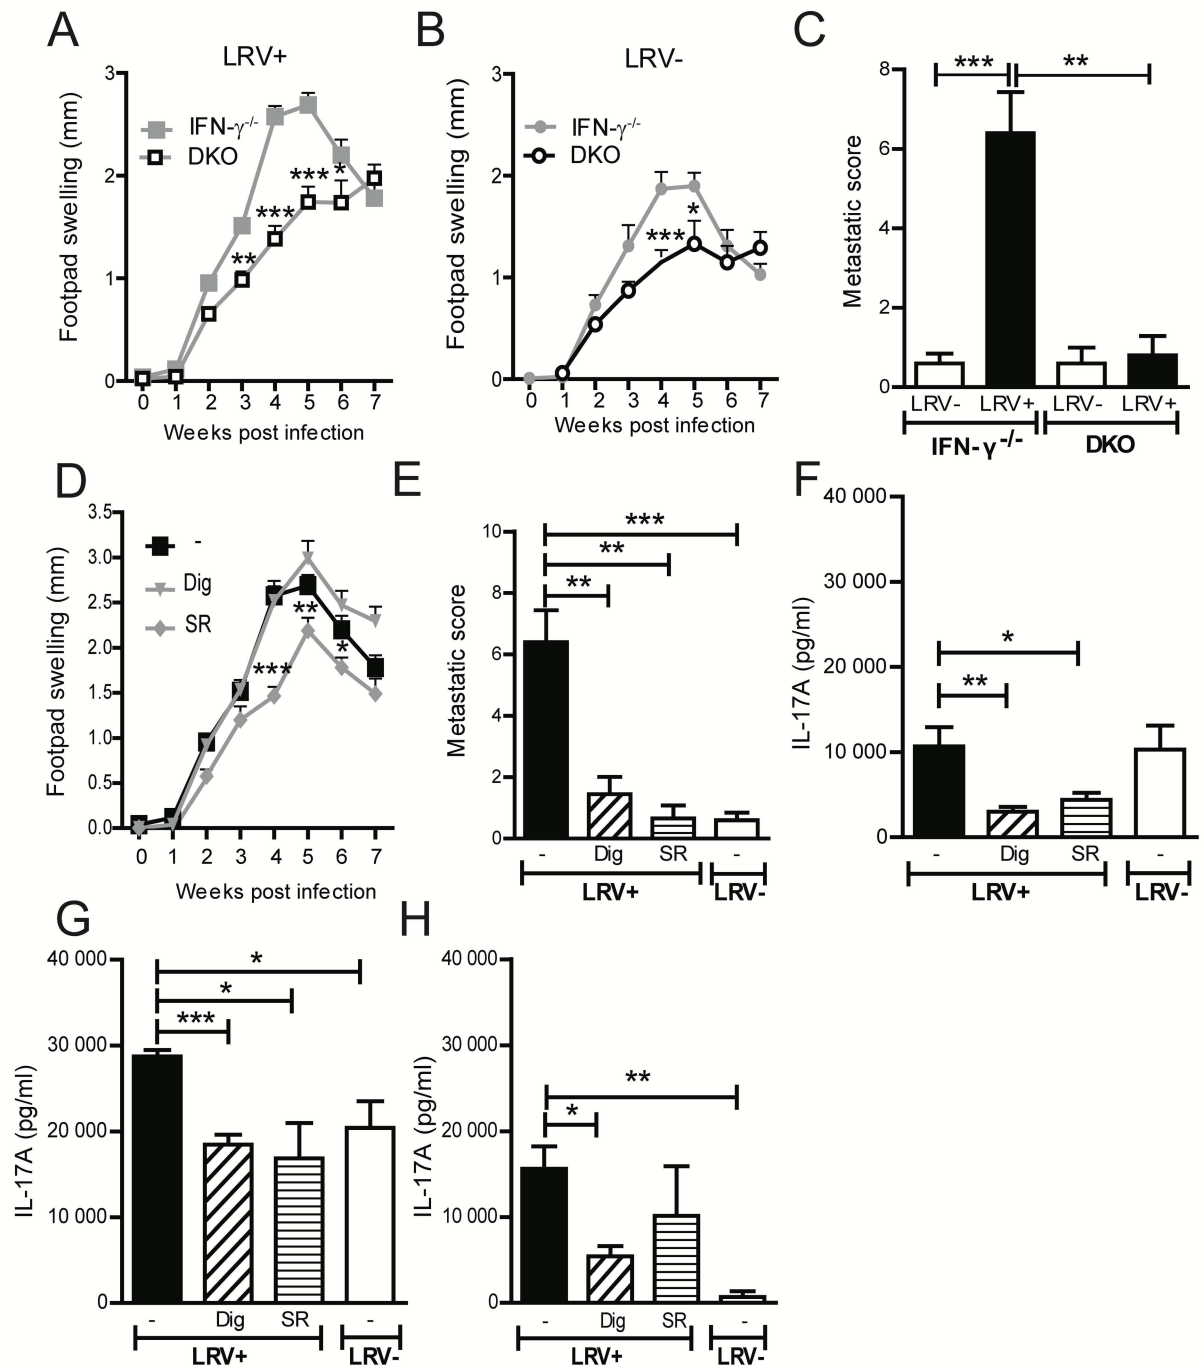 A
LRV+
3
2
1
0
Footpad swelling (mm)
IFN-γ-/-
DKO
**
***
***
*
0 1 2 3 4 5 6 7
Weeks post infection
B
LRV-
3
2
1
0
Footpad swelling (mm)
IFN-γ-/-
DKO
***
*
0 1 2 3 4 5 6 7
Weeks post infection
C
8
6
4
2
0
Metastatic score
***
**
LRV- LRV+ LRV- LRV+
IFN-γ-/- DKO
D
3.5
3.0
2.5
2.0
1.5
1.0
0.5
0.0
Footpad swelling (mm)
-
Dig
SR
***
**
*
0 1 2 3 4 5 6 7
Weeks post infection
E
10
8
6
4
2
0
Metastatic score
***
**
**
- Dig SR -
LRV+ LRV-
F
40 000
30 000
20 000
10 000
0
IL-17A (pg/ml)
*
**
- Dig SR -
LRV+ LRV-
G
40 000
30 000
20 000
10 000
0
IL-17A (pg/ml)
*
*
***
- Dig SR -
LRV+ LRV-
H
40 000
30 000
20 000
10 000
0
IL-17A (pg/ml)
**
*
- Dig SR -
LRV+ LRV-